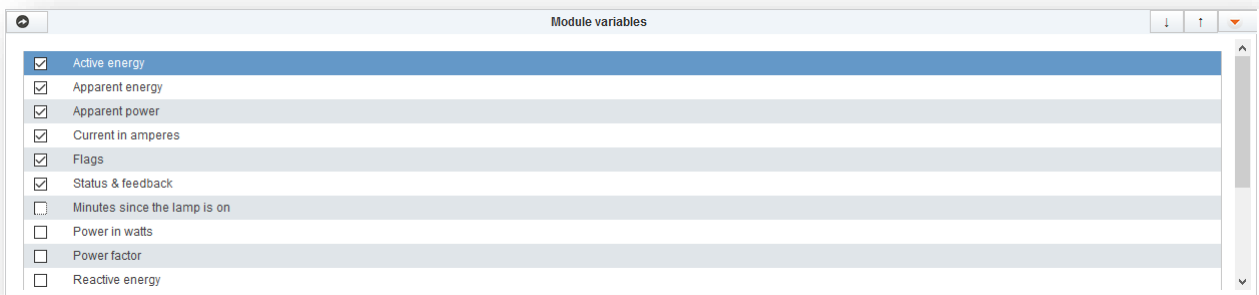 Module variables
Active energy
Apparent energy
Apparent power
Current in amperes
Flags
Status & feedback
Minutes since the lamp is on
Power in watts
Power factor
Reactive energy